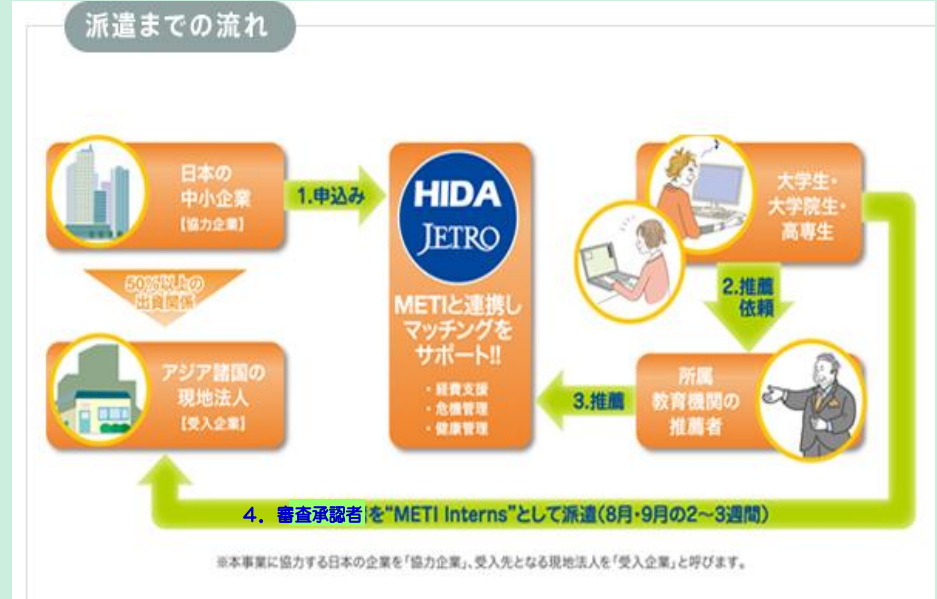 派遣までの流れ
日本の
中小企業
【協力企業】
1.申込み
50%以上の
出資関係
アジア諸国の
現地法人
【受入企業】
HIDA
JETRO
METIと連携し
マッチングを
サポート!!
・経費支援
・危機管理
・健康管理
大学生・
大学院生・
高専生
2.推薦
依頼
所属
教育機関の
推薦者
3.推薦
4．審査承認者を“METI Interns”として派遣(8月・9月の2～3週間)
※本事業に協力する日本の企業を「協力企業」、受入先となる現地法人を「受入企業」と呼びます。